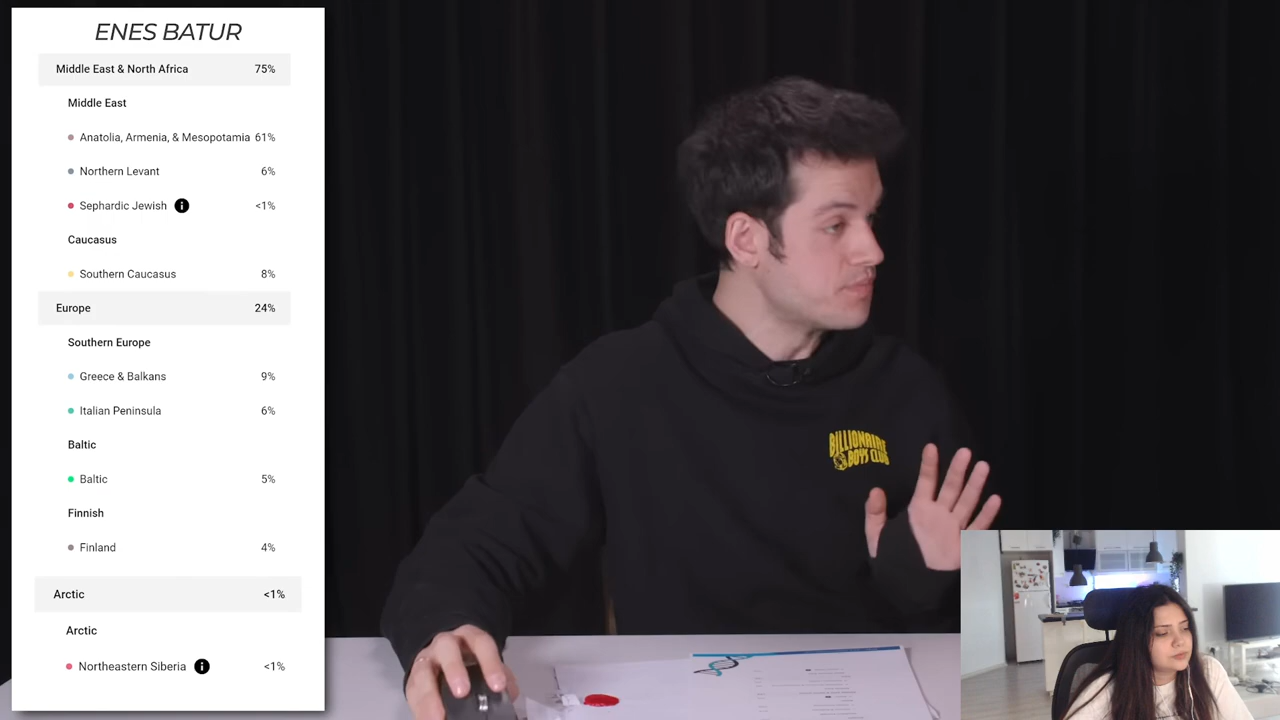 ENES BATUR
Middle East & North Africa 75%
Middle East
Anatolia, Armenia, & Mesopotamia 61%
Northern Levant 6%
Sephardic Jewish <1%
Caucasus
Southern Caucasus 8%
Europe 24%
Southern Europe
Greece & Balkans 9%
Italian Peninsula 6%
Baltic
Baltic 5%
Finnish
Finland 4%
Arctic <1%
Arctic
Northeastern Siberia <1%
BILLIONAIRE
BOYS CLUB